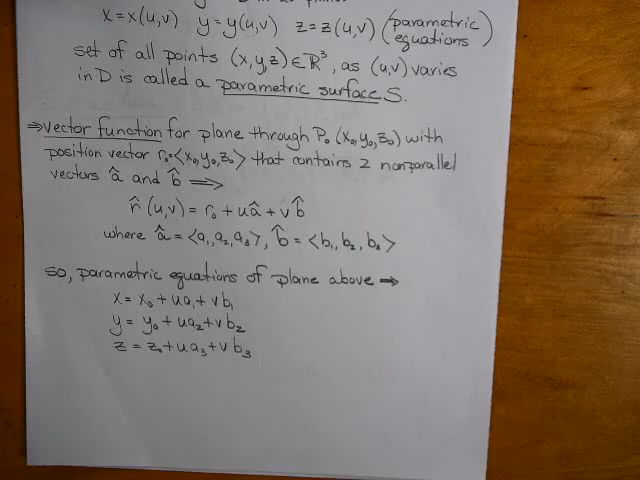 x = x(u,v) y = y(u,v) z = z(u,v) (parametric equations)
set of all points (x,y,z) ∈ ℝ³, as (u,v) varies
in D is called a parametric surface S.
⇒ vector function for plane through P₀ (x₀,y₀,z₀) with
position vector r₀=<x₀,y₀,z₀> that contains 2 nonparallel
vectors â and b̂ ⇒
r̂ (u,v) = r₀ + uâ + vb̂
where â = <a₁,a₂,a₃>, b̂ = <b₁,b₂,b₃>
so, parametric equations of plane above ⇒
x = x₀ + ua₁ + vb₁
y = y₀ + ua₂ + vb₂
z = z₀ + ua₃ + vb₃